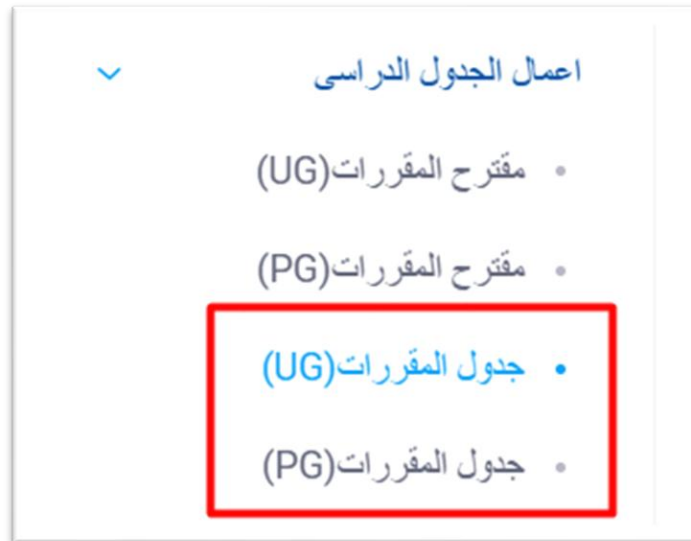 اعمال الجدول الدراسى
مقترح المقررات(UG)
مقترح المقررات(PG)
جدول المقررات(UG)
جدول المقررات(PG)